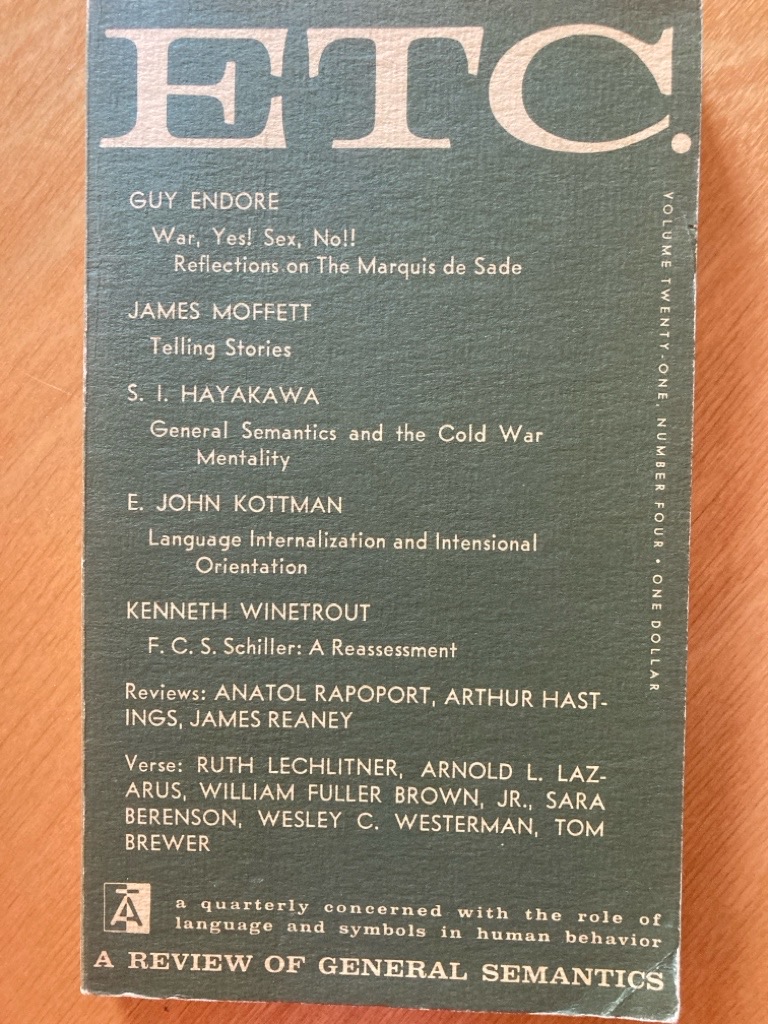 ETC.
GUY ENDORE
War, Yes! Sex, No!!
Reflections on The Marquis de Sade
JAMES MOFFETT
Telling Stories
S. I. HAYAKAWA
General Semantics and the Cold War
Mentality
E. JOHN KOTTMAN
Language Internalization and Intensional
Orientation
KENNETH WINETROUT
F. C. S. Schiller: A Reassessment
Reviews: ANATOL RAPOPORT, ARTHUR HAST-
INGS, JAMES REANEY
Verse: RUTH LECHLITNER, ARNOLD L. LAZ-
ARUS, WILLIAM FULLER BROWN, JR., SARA
BERENSON, WESLEY C. WESTERMAN, TOM
BREWER
VOLUME TWENTY-ONE, NUMBER FOUR • ONE DOLLAR
A
a quarterly concerned with the role of
language and symbols in human behavior
A REVIEW OF GENERAL SEMANTICS